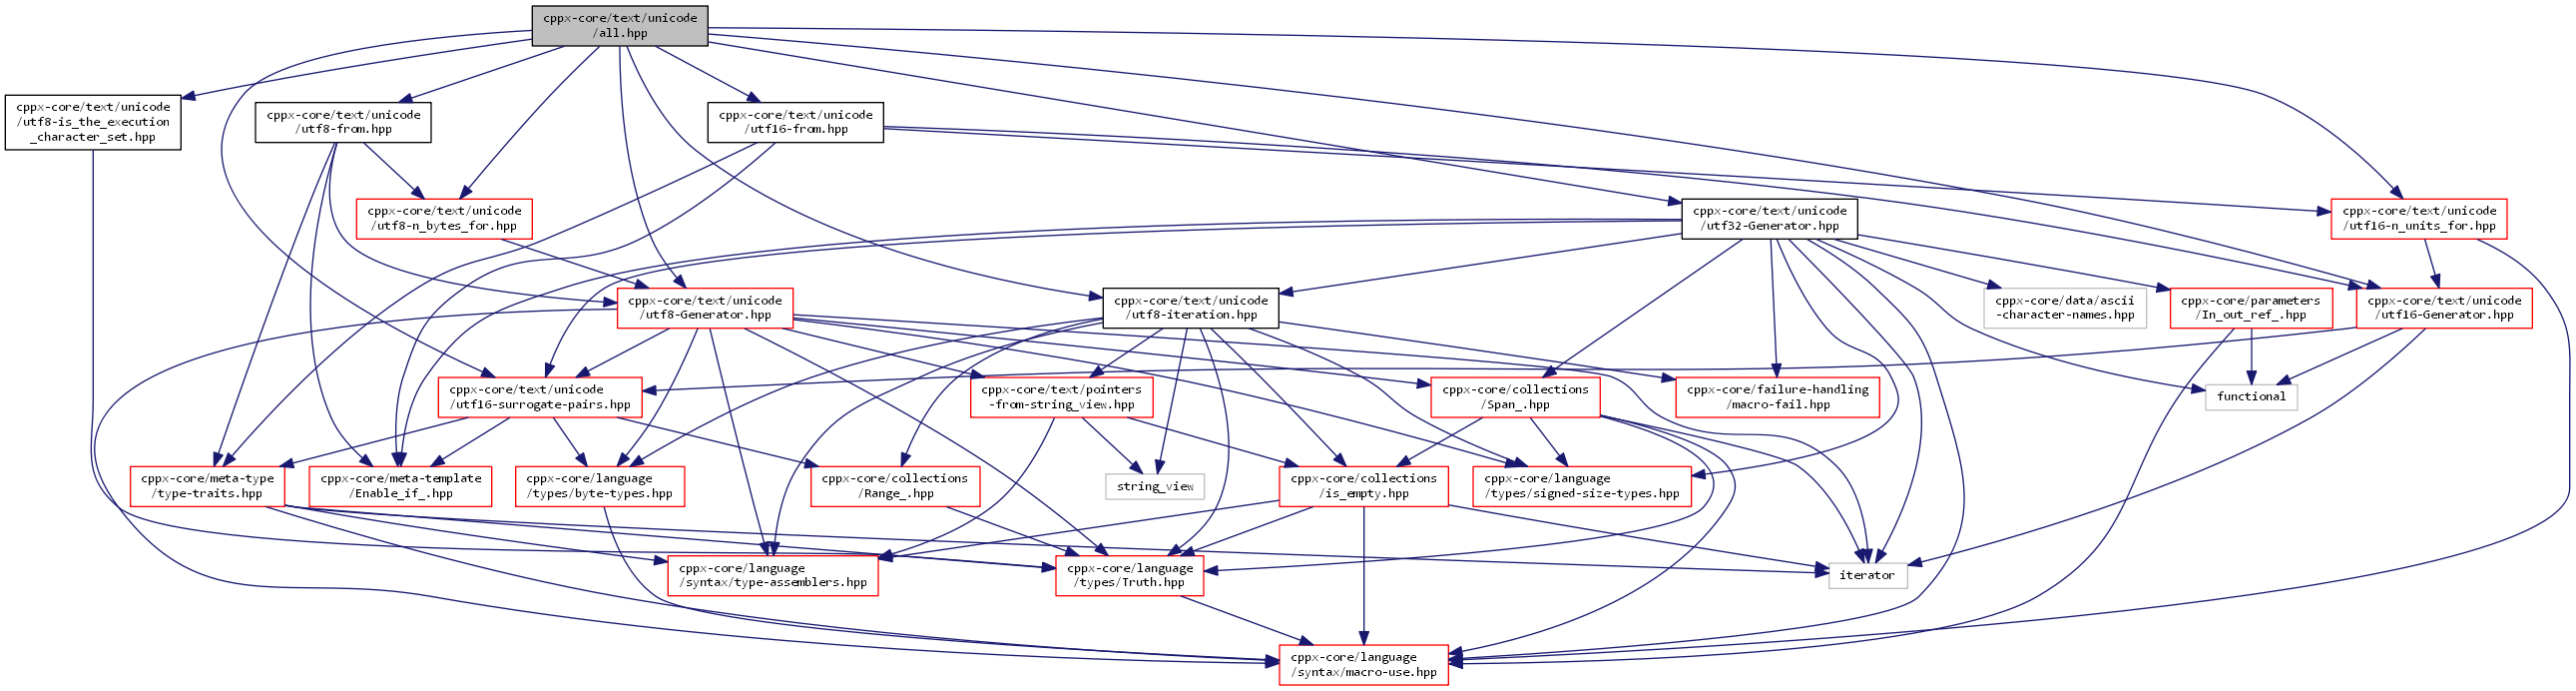 cppx-core/text/unicode
/all.hpp
cppx-core/text/unicode
/utf8-is_the_execution
_character_set.hpp
cppx-core/text/unicode
/utf8-from.hpp
cppx-core/text/unicode
/utf16-from.hpp
cppx-core/text/unicode
/utf8-n_bytes_for.hpp
cppx-core/text/unicode
/utf32-Generator.hpp
cppx-core/text/unicode
/utf16-n_units_for.hpp
cppx-core/text/unicode
/utf8-Generator.hpp
cppx-core/text/unicode
/utf8-iteration.hpp
cppx-core/data/ascii
-character-names.hpp
cppx-core/parameters
/In_out_ref_.hpp
cppx-core/text/unicode
/utf16-Generator.hpp
cppx-core/text/unicode
/utf16-surrogate-pairs.hpp
cppx-core/text/pointers
-from-string_view.hpp
cppx-core/collections
/Span_.hpp
cppx-core/failure-handling
/macro-fail.hpp
functional
cppx-core/meta-type
/type-traits.hpp
cppx-core/meta-template
/Enable_if_.hpp
cppx-core/language
/types/byte-types.hpp
cppx-core/collections
/Range_.hpp
string_view
cppx-core/collections
/is_empty.hpp
cppx-core/language
/types/signed-size-types.hpp
cppx-core/language
/syntax/type-assemblers.hpp
cppx-core/language
/types/Truth.hpp
iterator
cppx-core/language
/syntax/macro-use.hpp